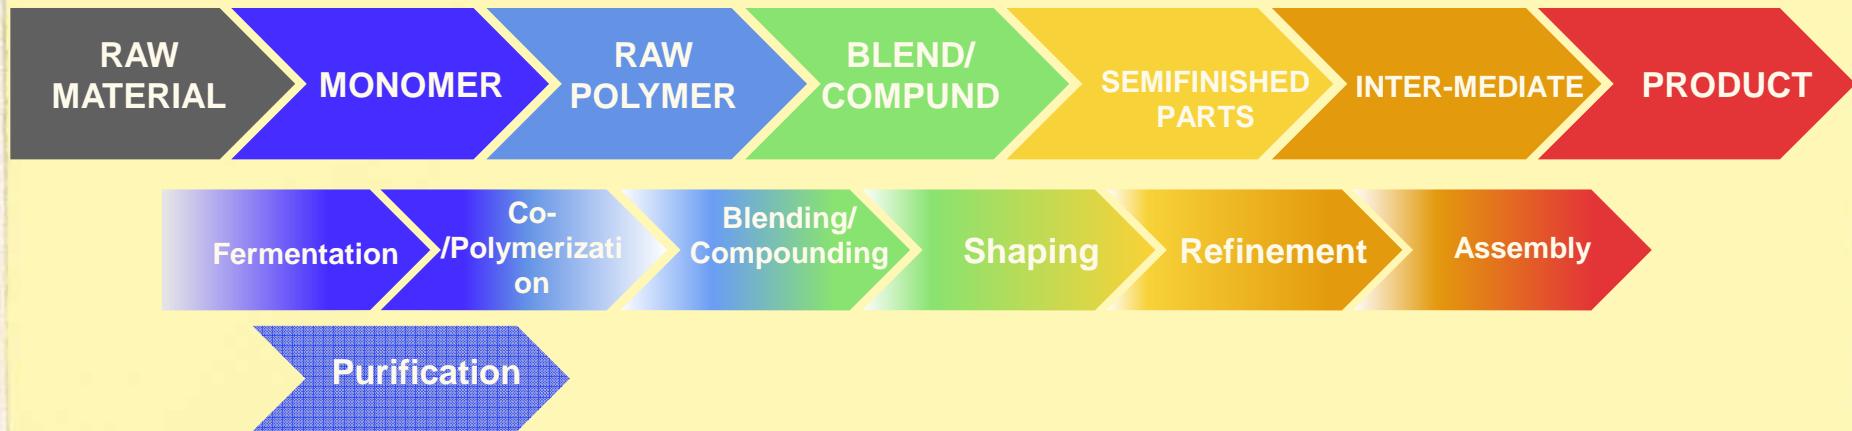 RAW
MATERIAL
MONOMER
RAW
POLYMER
BLEND/
COMPUND
SEMIFINISHED
PARTS
INTER-MEDIATE
PRODUCT
Fermentation
Co-
/Polymerizati
on
Blending/
Compounding
Shaping
Refinement
Assembly
Purification